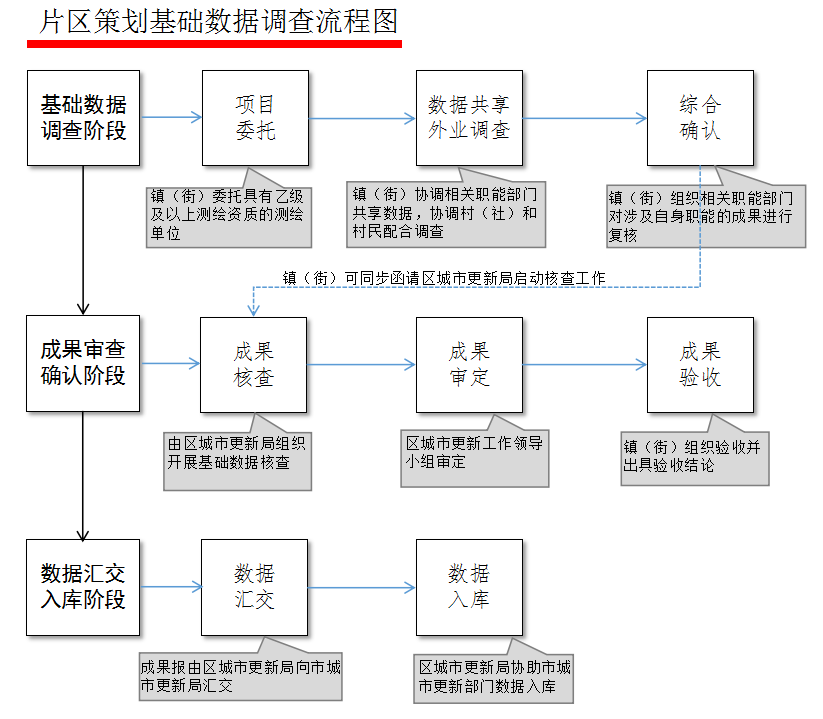 片区策划基础数据调查流程图
基础数据
调查阶段
项目
委托
数据共享
外业调查
综合
确认
镇（街）委托具有乙级
及以上测绘资质的测绘
单位
镇（街）协调相关职能部门
共享数据，协调村（社）和
村民配合调查
镇（街）组织相关职能部门
对涉及自身职能的成果进行
复核
镇（街）可同步函请区城市更新局启动核查工作
成果审查
确认阶段
成果
核查
成果
审定
成果
验收
由区城市更新局组织
开展基础数据核查
区城市更新工作领导
小组审定
镇（街）组织验收并
出具验收结论
数据汇交
入库阶段
数据
汇交
数据
入库
成果报由区城市更新局向市城
市更新局汇交
区城市更新局协助市城
市更新部门数据入库